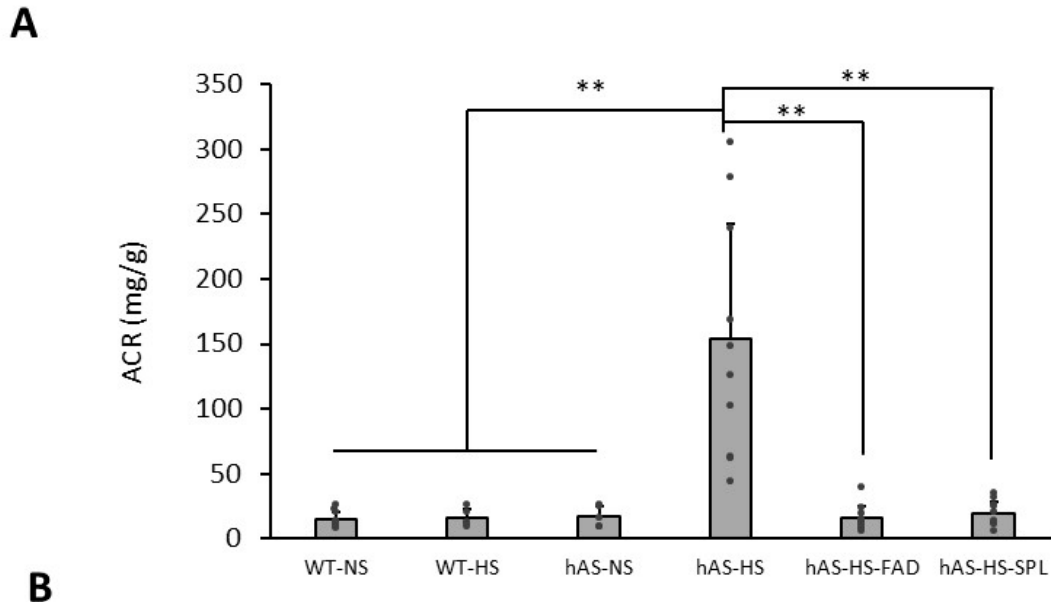 A
350
**
**
**
300
250
200
150
100
50
0
ACR (mg/g)
WT-NS WT-HS hAS-NS hAS-HS hAS-HS-FAD hAS-HS-SPL
B